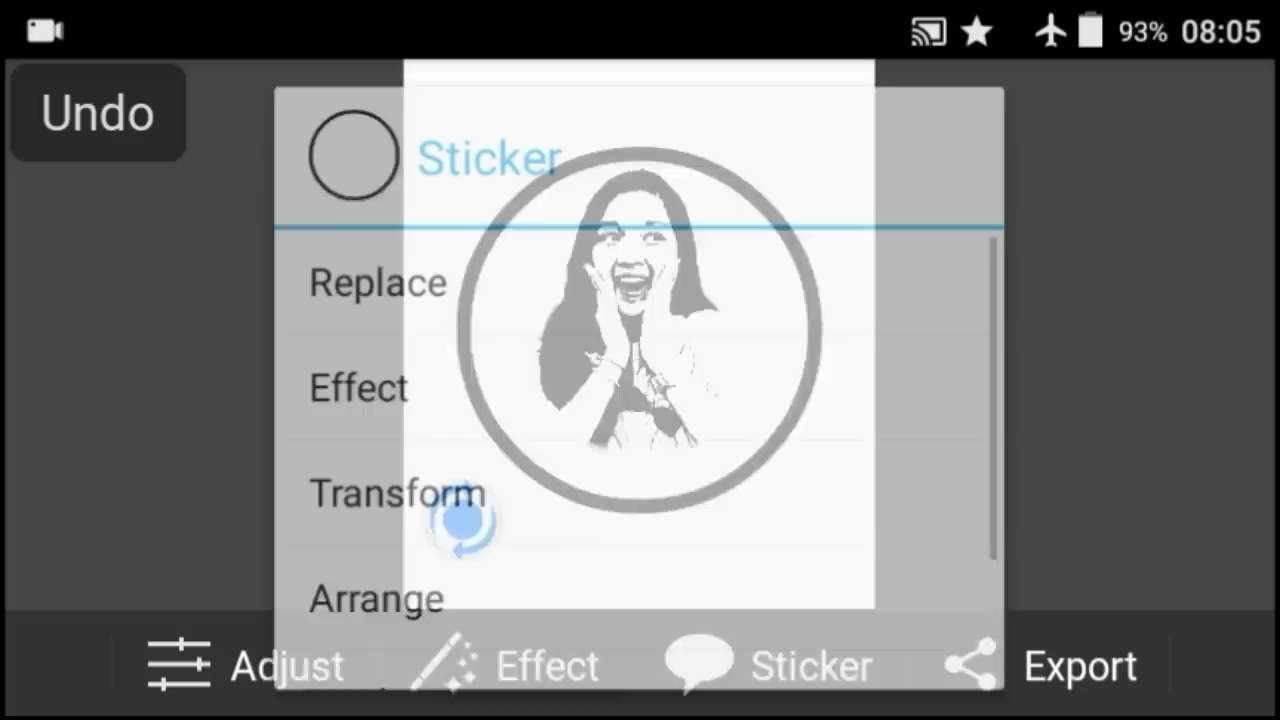 93% 08:05
Undo
Sticker
Replace
Effect
Transform
Arrange
Adjust Effect Sticker Export